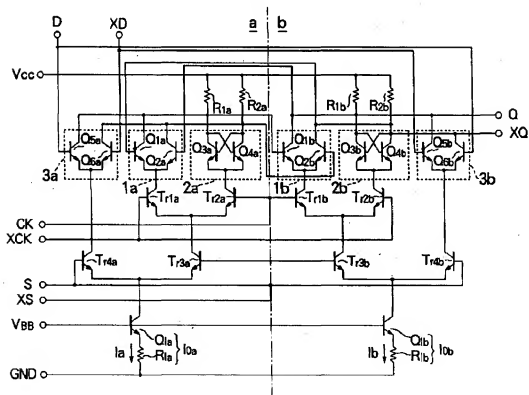 D XD a b
Vcc
R1a R2a R1b R2b
Q
XQ
Q5a Q1a Q3a Q4a Q1b Q3b Q4b Q5b
Q6a Q2a Q2b Q6b
3a 1a 2a 1b 2b 3b
Tr1a Tr2a Tr1b Tr2b
CK
XCK
Tr4a Tr3a Tr3b Tr4b
S
XS
VBB
QIa I0a QIb I0b
Ia RIa Ib RIb
GND